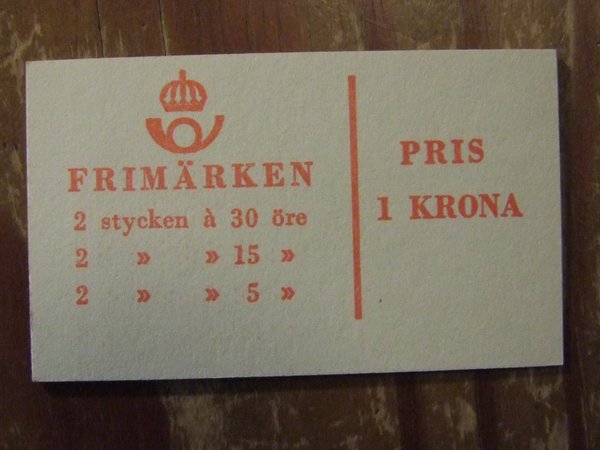 FRIMÄRKEN
2 stycken à 30 öre
2 » » 15 »
2 » » 5 »
PRIS
1 KRONA